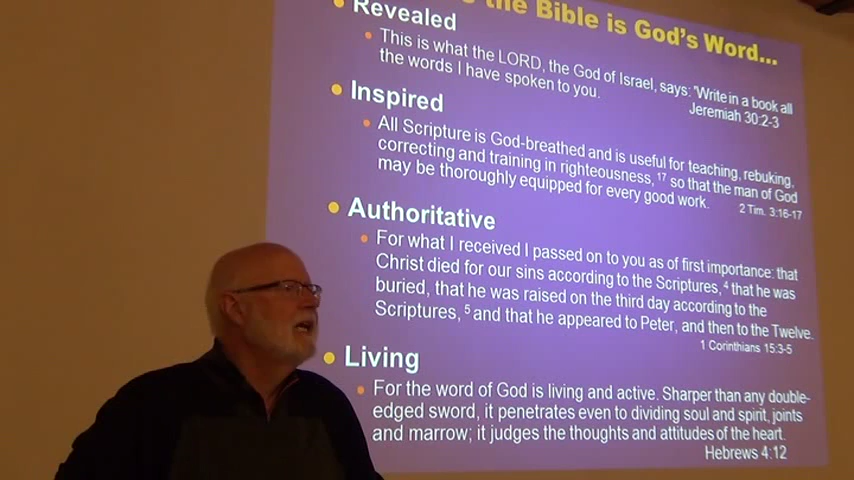 the Bible is God's Word...
Revealed
This is what the LORD, the God of Israel, says: 'Write in a book all
the words I have spoken to you.
Jeremiah 30:2-3
Inspired
All Scripture is God-breathed and is useful for teaching, rebuking,
correcting and training in righteousness, 17 so that the man of God
may be thoroughly equipped for every good work.
2 Tim. 3:16-17
Authoritative
For what I received I passed on to you as of first importance: that
Christ died for our sins according to the Scriptures, 4 that he was
buried, that he was raised on the third day according to the
Scriptures, 5 and that he appeared to Peter, and then to the Twelve.
1 Corinthians 15:3-5
Living
For the word of God is living and active. Sharper than any double-
edged sword, it penetrates even to dividing soul and spirit, joints
and marrow; it judges the thoughts and attitudes of the heart.
Hebrews 4:12